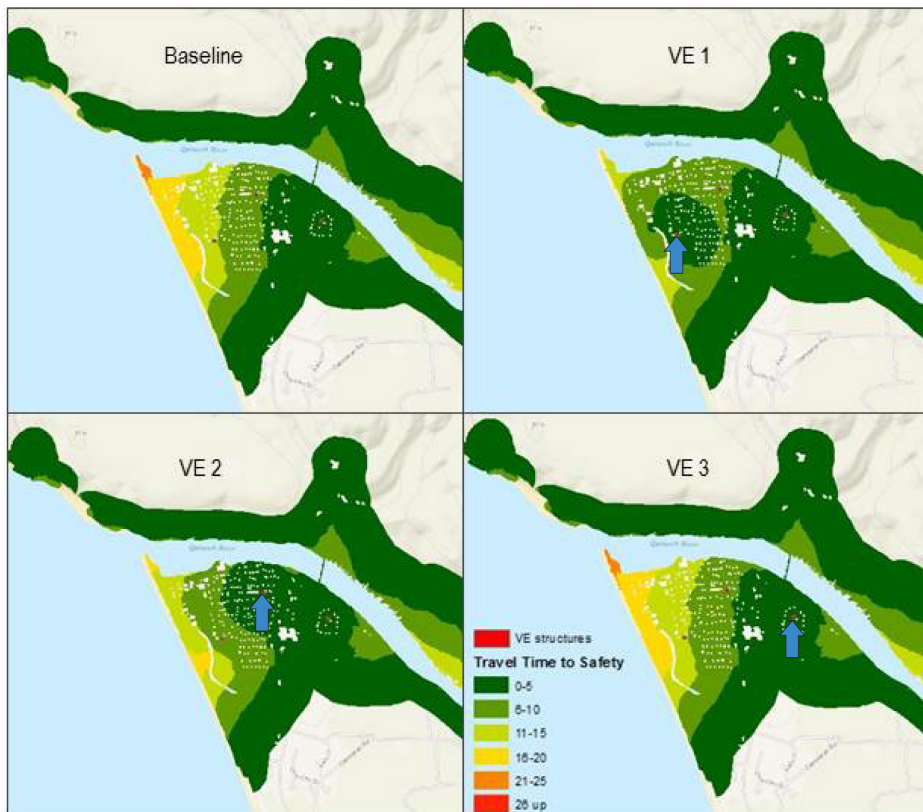 Baseline
VE 1
VE 2
VE 3
VE structures
Travel Time to Safety
0-5
6-10
11-15
16-20
21-25
26 up